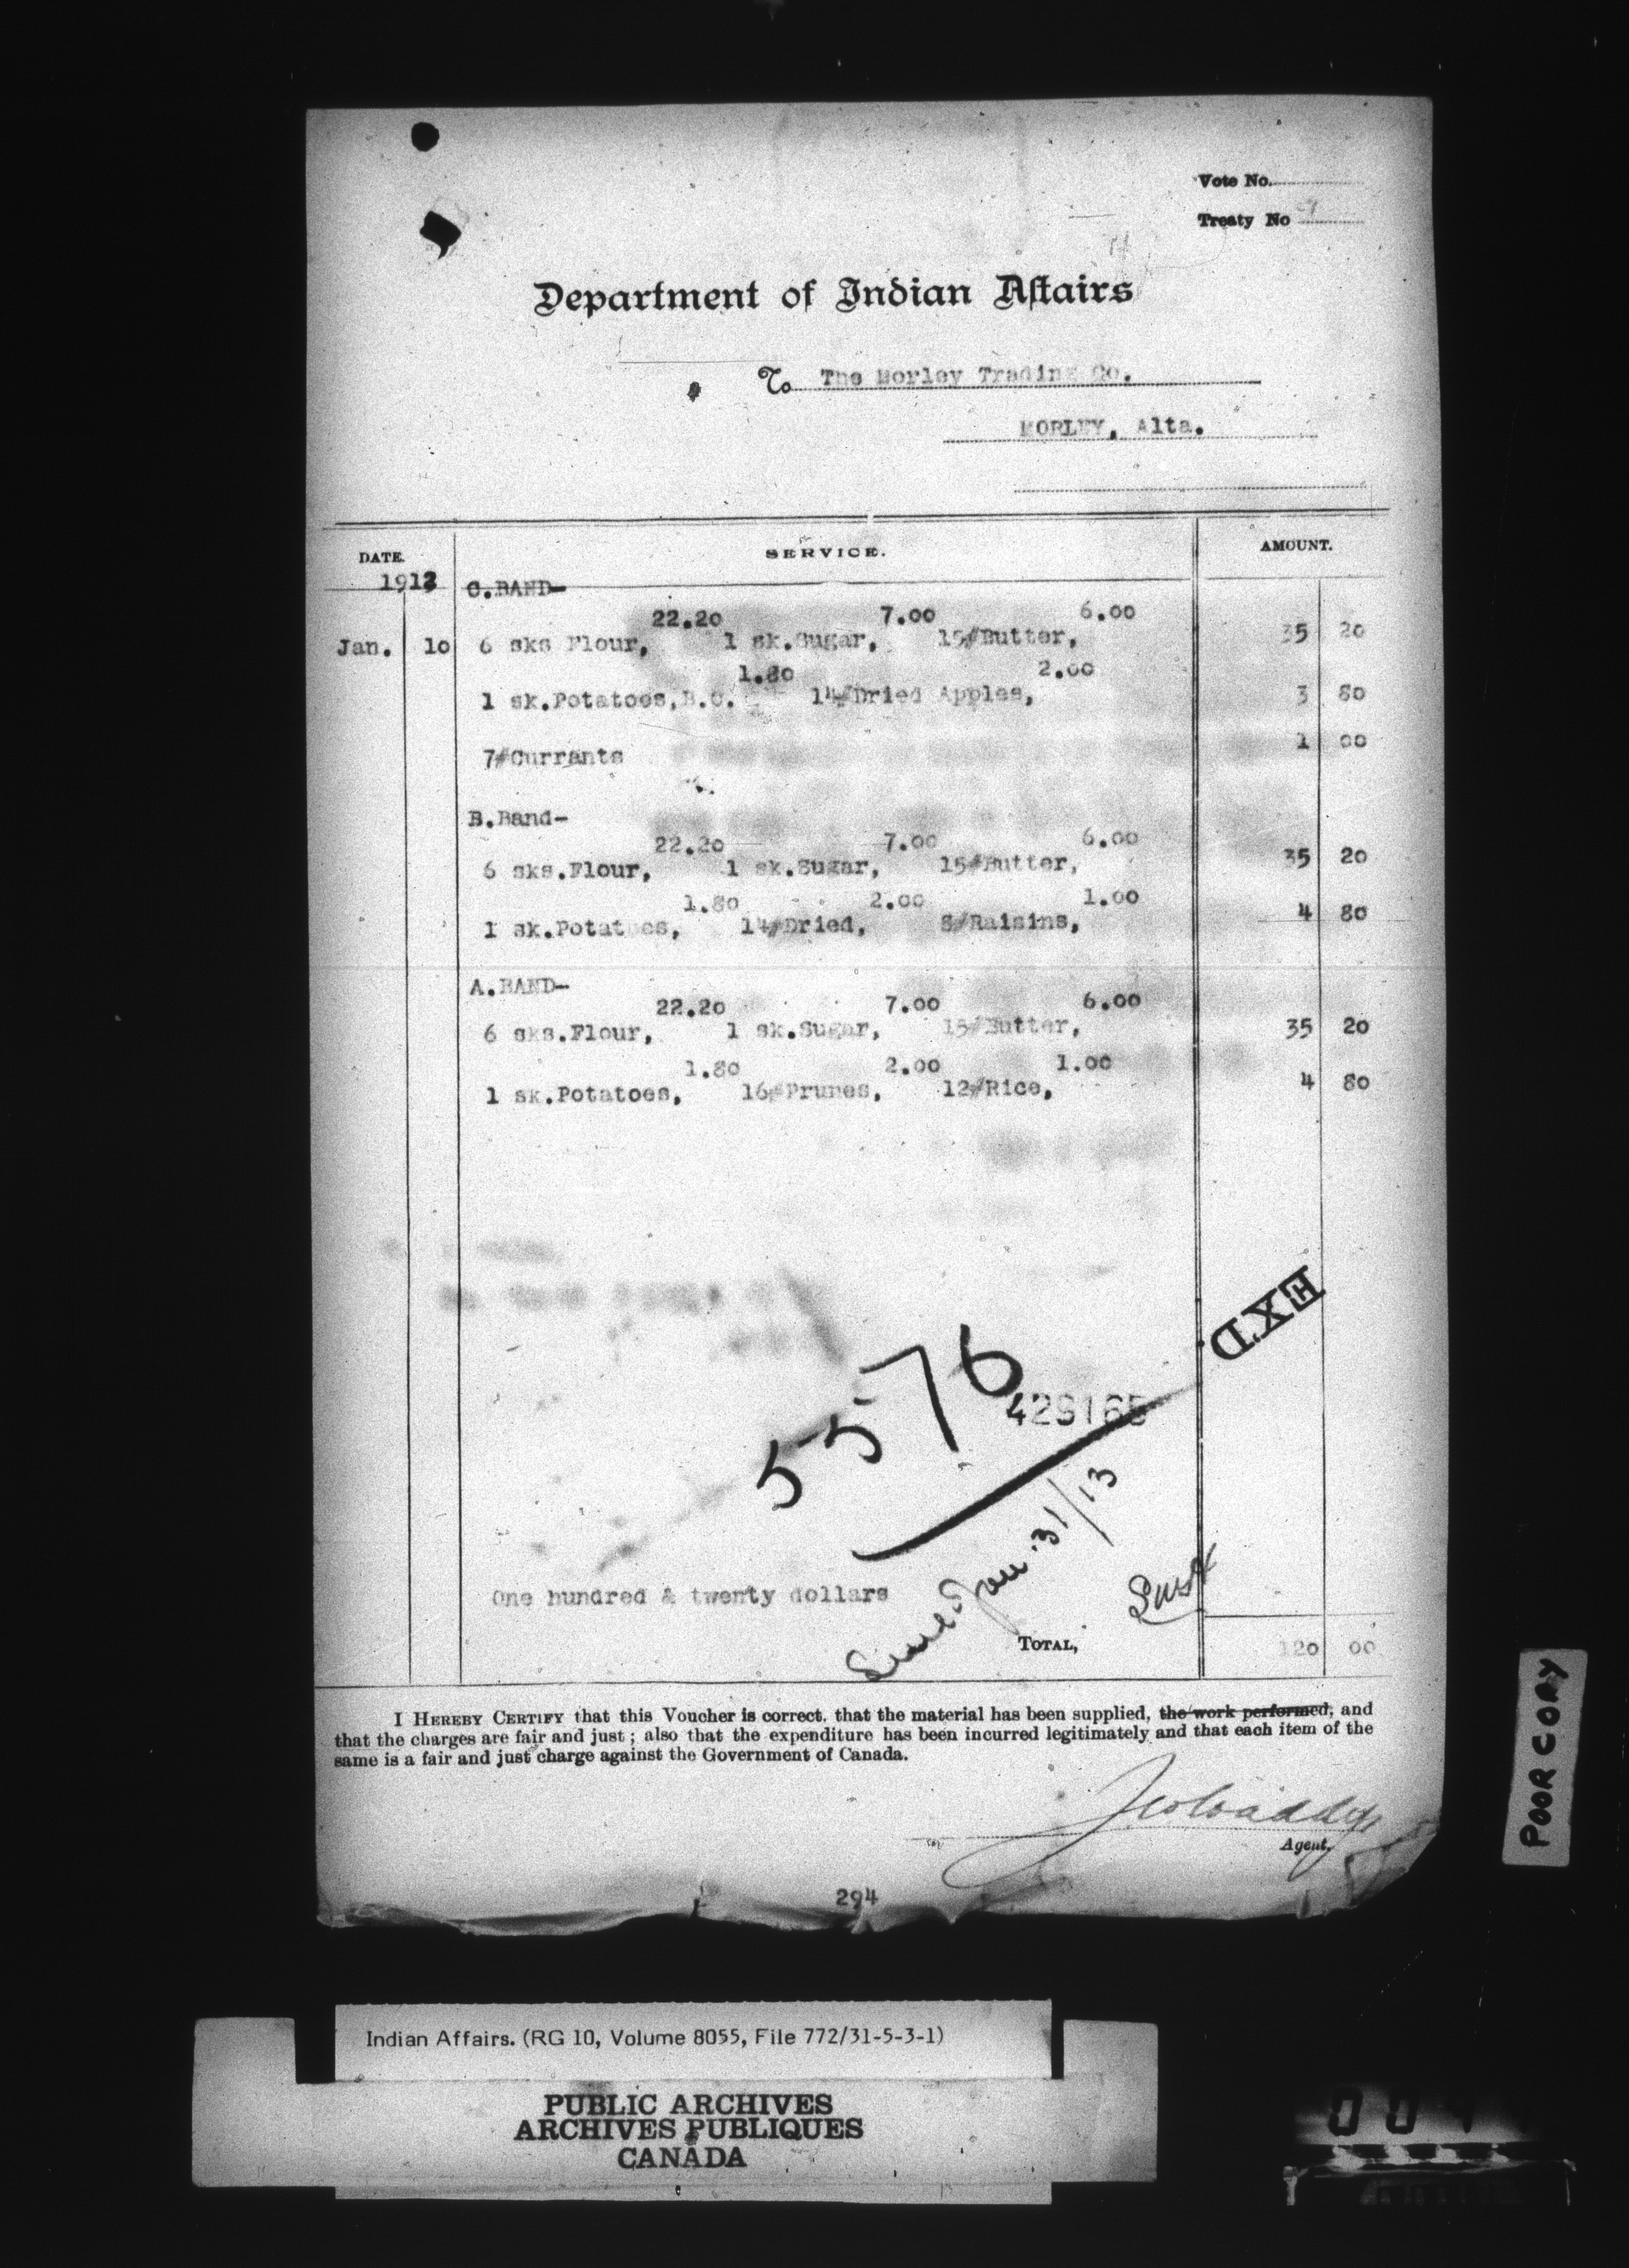 Vote No.
Treaty No
Department of Indian Affairs
To The Morley Trading Co.
MORLEY, Alta.
DATE. SERVICE. AMOUNT.
1913 C.BAND-
22.20 7.00 6.00
Jan. 10 6 sks Flour, 1 sk.Sugar, 15#Butter, 35 20
1.80 2.00
1 sk.Potatoes,B.C. 14#Dried Apples, 3 80
7#Currants 1 00
B.Band-
22.20 7.00 6.00
6 sks.Flour, 1 sk.Sugar, 15#Butter, 35 20
1.80 2.00 1.00
1 sk.Potatoes, 14#Dried, 8#Raisins, 4 80
A.BAND-
22.20 7.00 6.00
6 sks.Flour, 1 sk.Sugar, 15#Butter, 35 20
1.80 2.00 1.00
1 sk.Potatoes, 16#Prunes, 12#Rice, 4 80
EXD.
5576
429165
Jan. 31/13
One hundred & twenty dollars
TOTAL, 120 00
I HEREBY CERTIFY that this Voucher is correct. that the material has been supplied, the work performed, and
that the charges are fair and just; also that the expenditure has been incurred legitimately and that each item of the
same is a fair and just charge against the Government of Canada.
Agent.
294
POOR COPY
Indian Affairs. (RG 10, Volume 8055, File 772/31-5-3-1)
PUBLIC ARCHIVES
ARCHIVES PUBLIQUES
CANADA